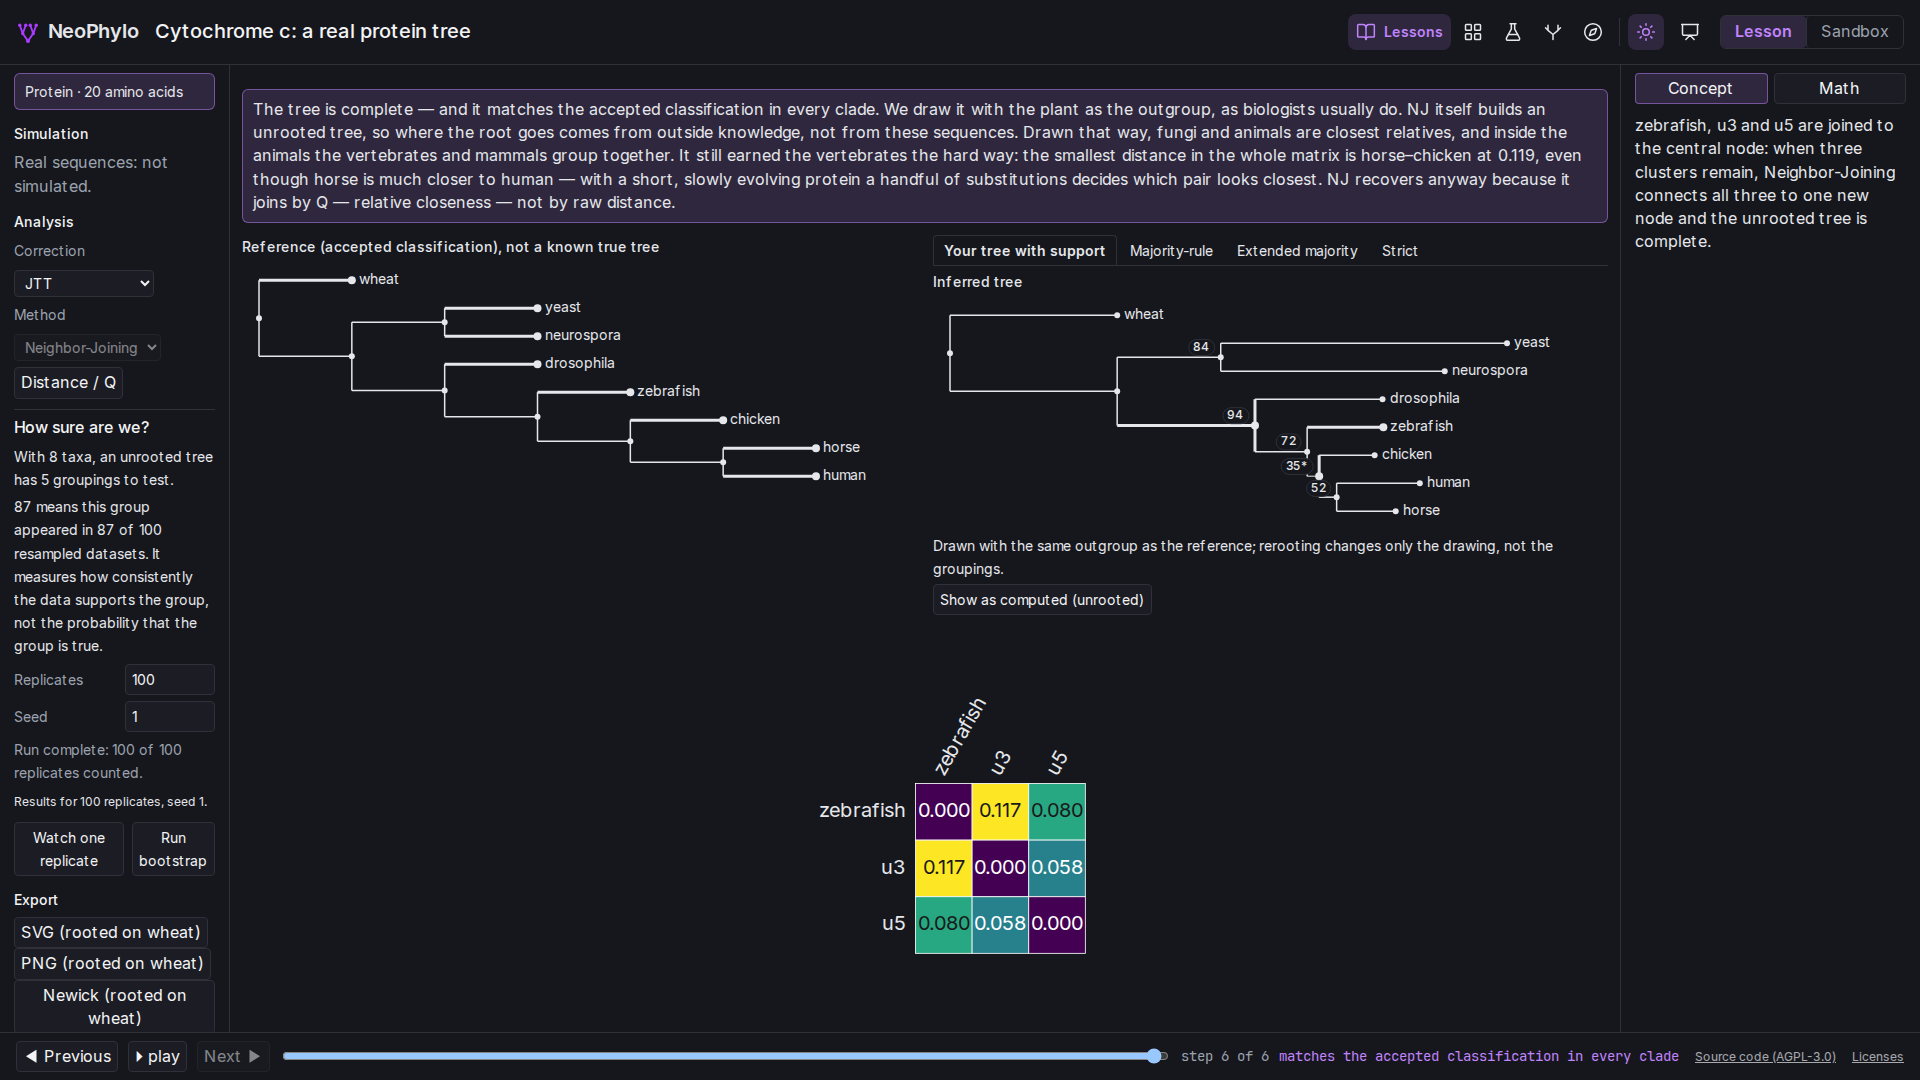 NeoPhylo
Cytochrome c: a real protein tree
Lessons
Lesson
Sandbox
Protein · 20 amino acids
Simulation
Real sequences: not
simulated.
Analysis
Correction
JTT
Method
Neighbor-Joining
Distance / Q
How sure are we?
With 8 taxa, an unrooted tree
has 5 groupings to test.
87 means this group
appeared in 87 of 100
resampled datasets. It
measures how consistently
the data supports the group,
not the probability that the
group is true.
Replicates
100
Seed
1
Run complete: 100 of 100
replicates counted.
Results for 100 replicates, seed 1.
Watch one
replicate
Run
bootstrap
Export
SVG (rooted on wheat)
PNG (rooted on wheat)
Newick (rooted on
wheat)
The tree is complete — and it matches the accepted classification in every clade. We draw it with the plant as the outgroup, as biologists usually do. NJ itself builds an
unrooted tree, so where the root goes comes from outside knowledge, not from these sequences. Drawn that way, fungi and animals are closest relatives, and inside the
animals the vertebrates and mammals group together. It still earned the vertebrates the hard way: the smallest distance in the whole matrix is horse–chicken at 0.119, even
though horse is much closer to human — with a short, slowly evolving protein a handful of substitutions decides which pair looks closest. NJ recovers anyway because it
joins by Q — relative closeness — not by raw distance.
Reference (accepted classification), not a known true tree
wheat
yeast
neurospora
drosophila
zebrafish
chicken
horse
human
Your tree with support
Majority-rule
Extended majority
Strict
Inferred tree
wheat
84
yeast
neurospora
drosophila
94
zebrafish
72
chicken
35*
human
52
horse
Drawn with the same outgroup as the reference; rerooting changes only the drawing, not the
groupings.
Show as computed (unrooted)
zebrafish u3 u5
zebrafish 0.000 0.117 0.080
u3 0.117 0.000 0.058
u5 0.080 0.058 0.000
Concept
Math
zebrafish, u3 and u5 are joined to
the central node: when three
clusters remain, Neighbor-Joining
connects all three to one new
node and the unrooted tree is
complete.
Previous
play
Next
step 6 of 6
matches the accepted classification in every clade
Source code (AGPL-3.0)
Licenses